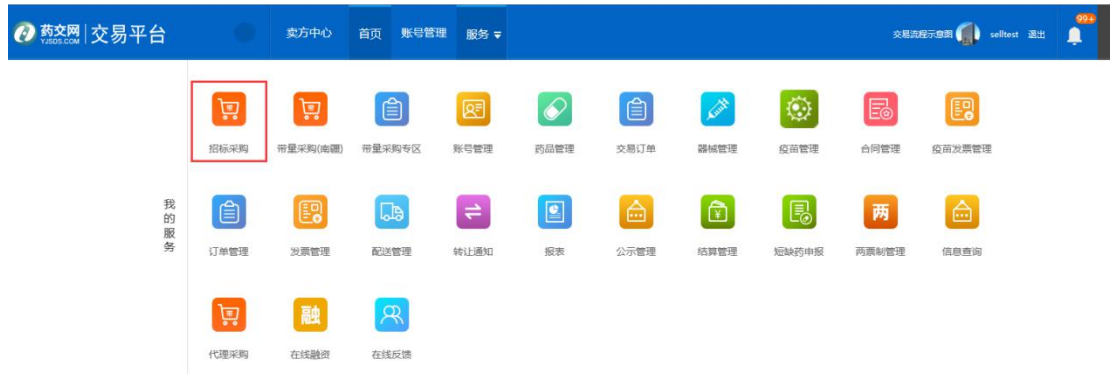 药交网 YJSDS.COM 交易平台 卖方中心 首页 账号管理 服务 交易流程示意图 selltest 退出 99+
招标采购 带量采购(南疆) 带量采购专区 账号管理 药品管理 交易订单 器械管理 疫苗管理 合同管理 疫苗发票管理
我的服务
两
订单管理 发票管理 配送管理 转让通知 报表 公示管理 结算管理 短缺药申报 两票制管理 信息查询
融
代理采购 在线融资 在线反馈